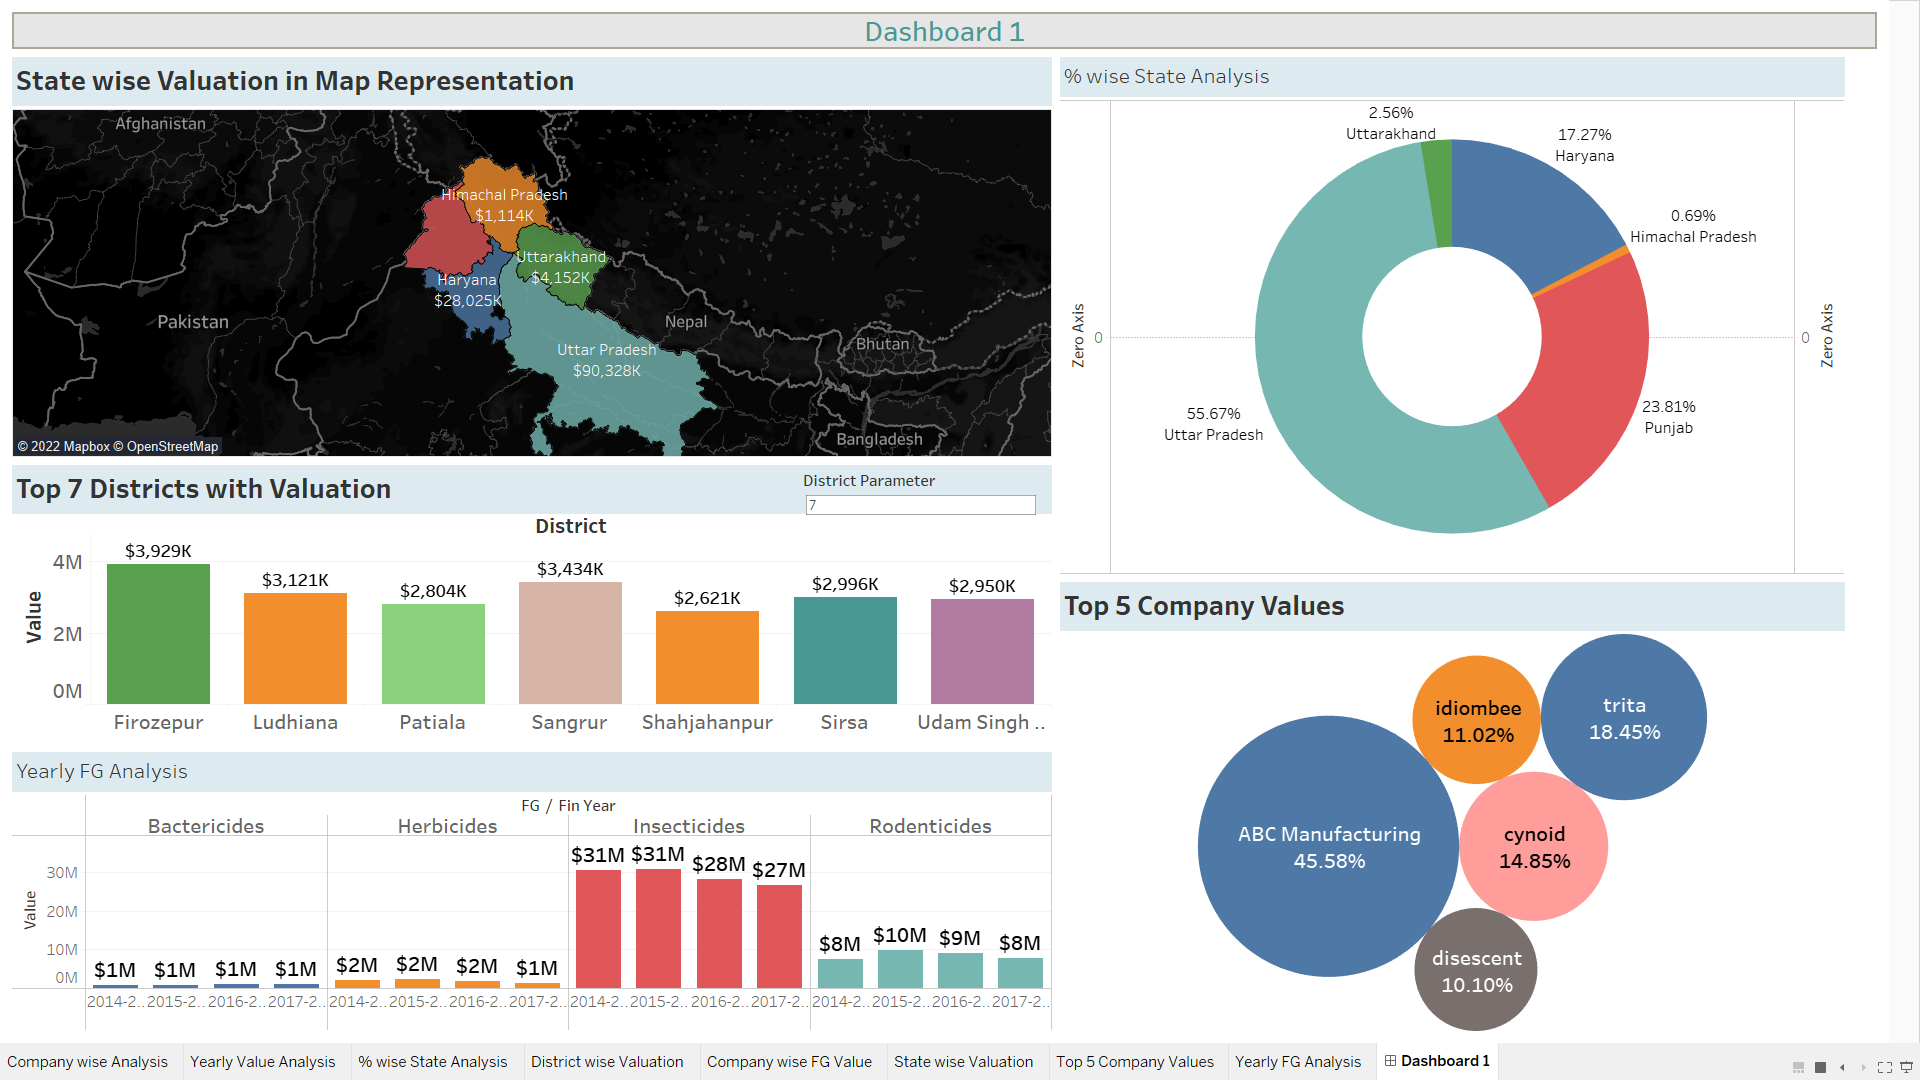 Dashboard 1
State wise Valuation in Map Representation
Afghanistan
Himachal Pradesh
$1,114K
Uttarakhand
$4,152K
Haryana
$28,025K
Pakistan
Nepal
Uttar Pradesh
$90,328K
Bhutan
Bangladesh
© 2022 Mapbox © OpenStreetMap
% wise State Analysis
2.56%
Uttarakhand
17.27%
Haryana
0.69%
Himachal Pradesh
Zero Axis
0
0
Zero Axis
55.67%
Uttar Pradesh
23.81%
Punjab
Top 7 Districts with Valuation
District Parameter
7
District
Value
4M
2M
0M
$3,929K
$3,121K
$2,804K
$3,434K
$2,621K
$2,996K
$2,950K
Firozepur
Ludhiana
Patiala
Sangrur
Shahjahanpur
Sirsa
Udam Singh ..
Top 5 Company Values
idiombee
11.02%
trita
18.45%
ABC Manufacturing
45.58%
cynoid
14.85%
disescent
10.10%
Yearly FG Analysis
FG / Fin Year
Bactericides Herbicides Insecticides Rodenticides
Value
30M
20M
10M
0M
$1M $1M $1M $1M
$2M $2M $2M $1M
$31M $31M $28M $27M
$8M $10M $9M $8M
2014-2.. 2015-2.. 2016-2.. 2017-2.. 2014-2.. 2015-2.. 2016-2.. 2017-2.. 2014-2.. 2015-2.. 2016-2.. 2017-2.. 2014-2.. 2015-2.. 2016-2.. 2017-2..
Company wise Analysis Yearly Value Analysis % wise State Analysis District wise Valuation Company wise FG Value State wise Valuation Top 5 Company Values Yearly FG Analysis Dashboard 1